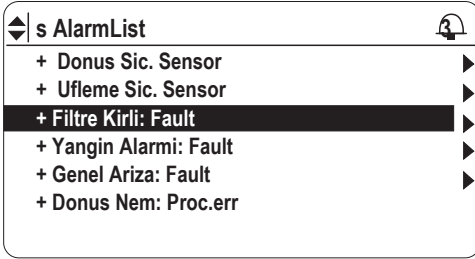 s AlarmList 3
+ Donus Sic. Sensor
+ Ufleme Sic. Sensor
+ Filtre Kirli: Fault
+ Yangin Alarmi: Fault
+ Genel Ariza: Fault
+ Donus Nem: Proc.err